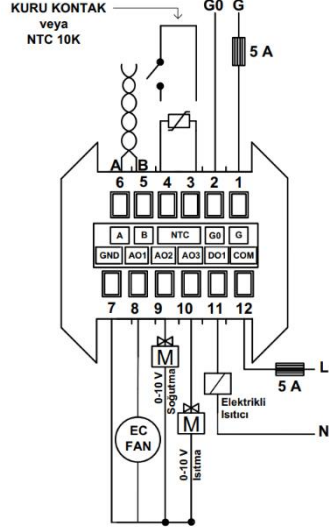 KURU KONTAK
veya
NTC 10K
G0 G
5 A
A B
6 5 4 3 2 1
A B NTC G0 G
GND AO1 AO2 AO3 DO1 COM
7 8 9 10 11 12
M
0-10 V
Soğutma
L
5 A
Elektrikli
Isıtıcı
EC
FAN
M
0-10 V
Isıtma
N